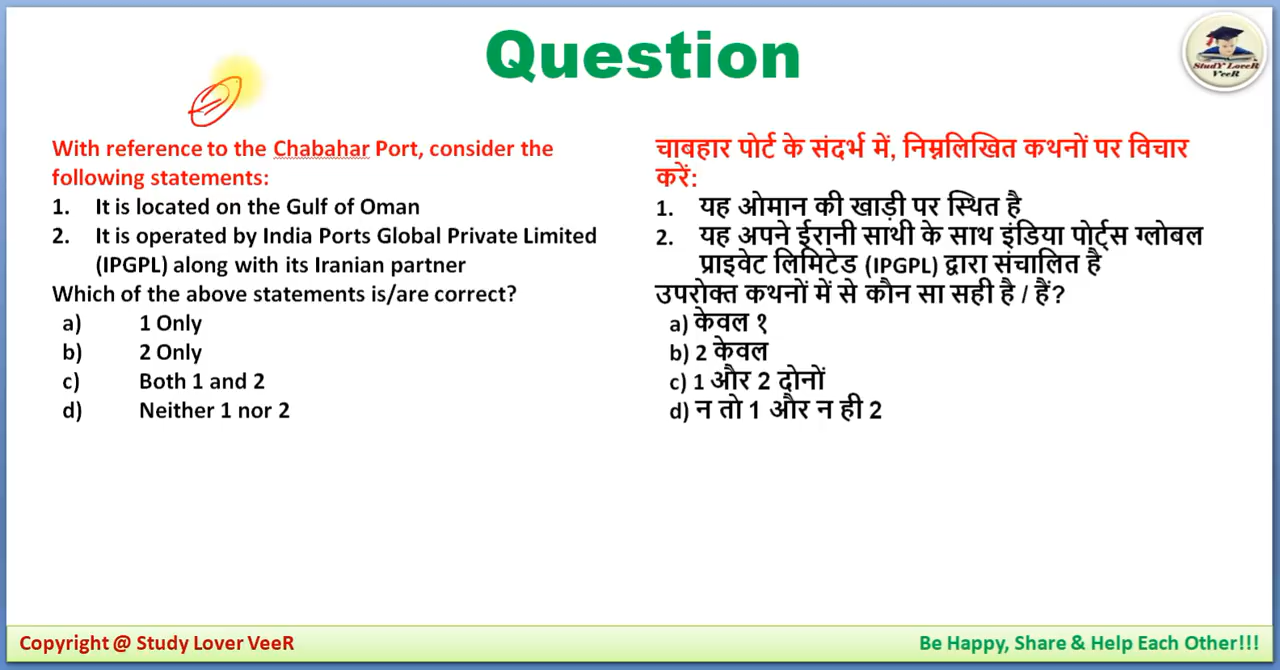 Question
StudY LoveR
VeeR
With reference to the Chabahar Port, consider the
following statements:
1. It is located on the Gulf of Oman
2. It is operated by India Ports Global Private Limited
(IPGPL) along with its Iranian partner
Which of the above statements is/are correct?
a) 1 Only
b) 2 Only
c) Both 1 and 2
d) Neither 1 nor 2
चाबहार पोर्ट के संदर्भ में, निम्नलिखित कथनों पर विचार
करें:
1. यह ओमान की खाड़ी पर स्थित है
2. यह अपने ईरानी साथी के साथ इंडिया पोर्ट्स ग्लोबल
प्राइवेट लिमिटेड (IPGPL) द्वारा संचालित है
उपरोक्त कथनों में से कौन सा सही है / हैं?
a) केवल १
b) 2 केवल
c) 1 और 2 दोनों
d) न तो 1 और न ही 2
Copyright @ Study Lover VeeR
Be Happy, Share & Help Each Other!!!